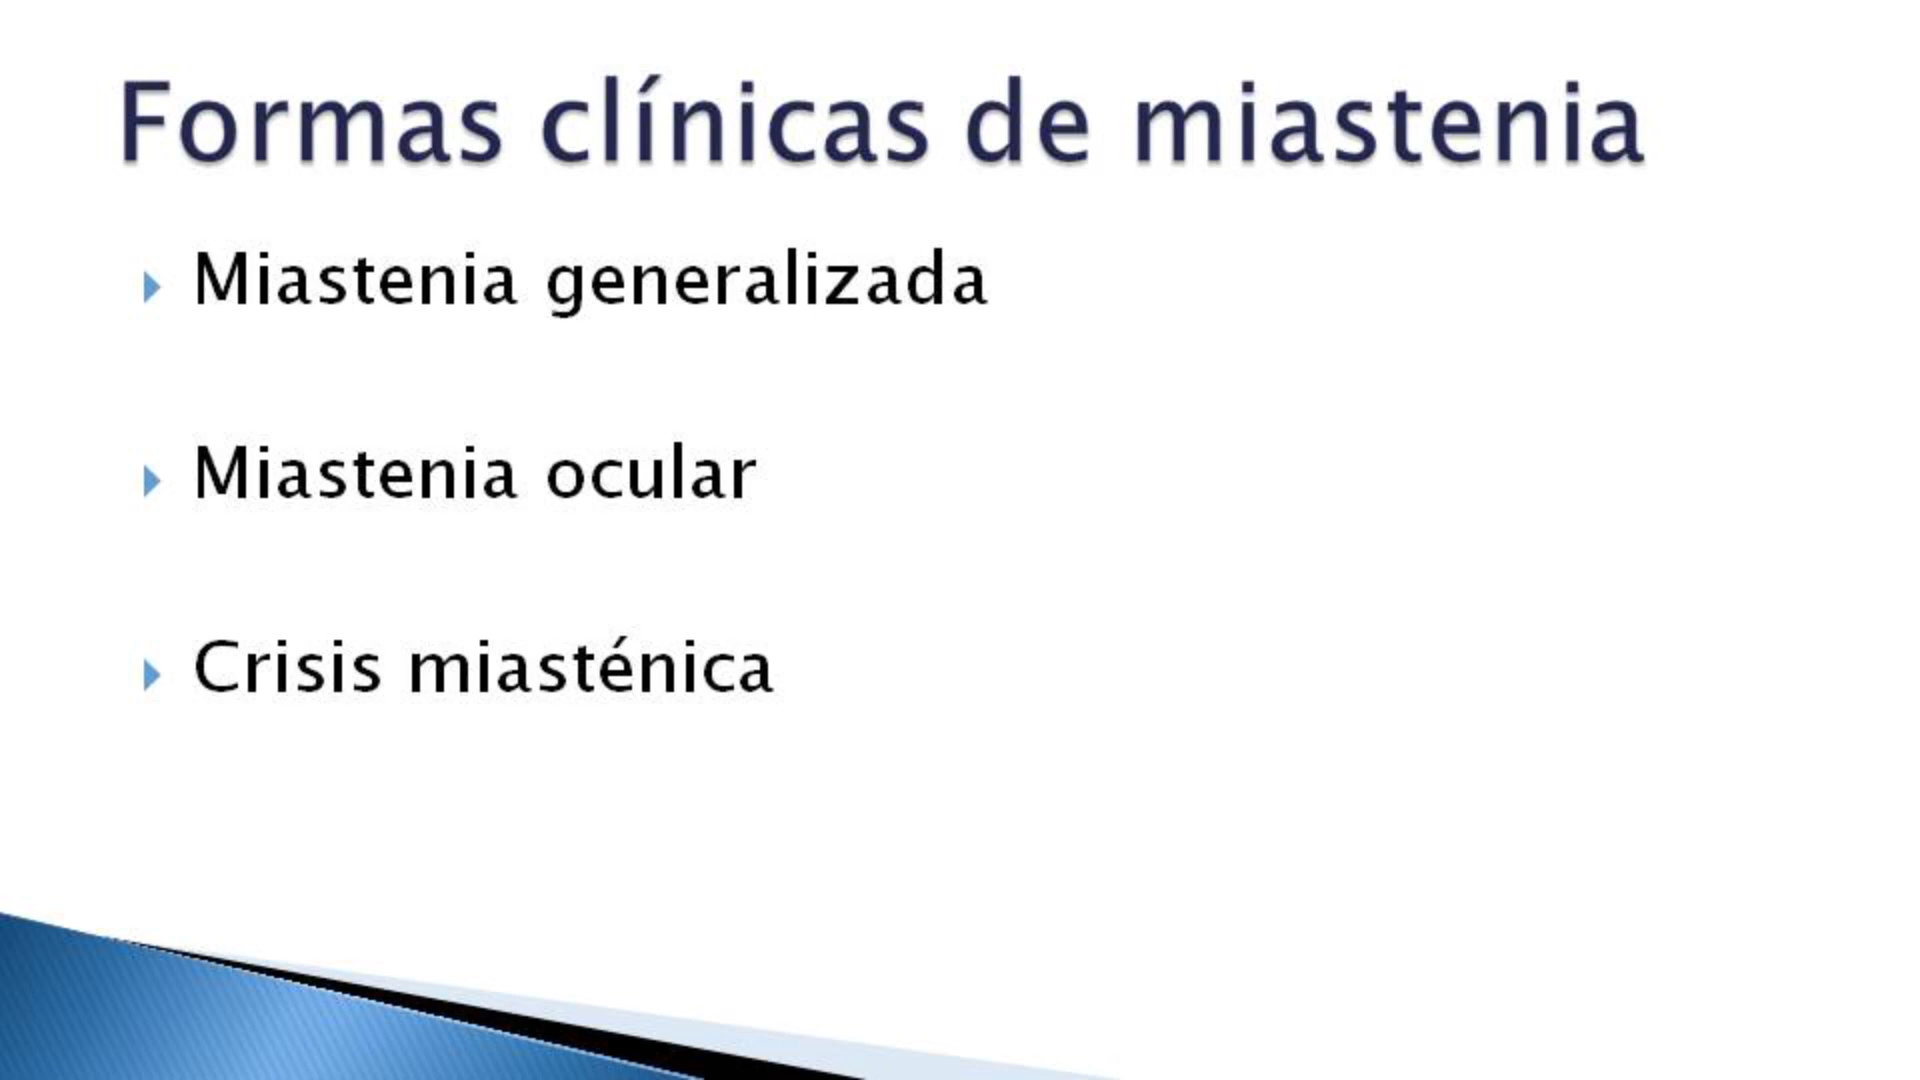 Formas clínicas de miastenia
Miastenia generalizada
Miastenia ocular
Crisis miasténica